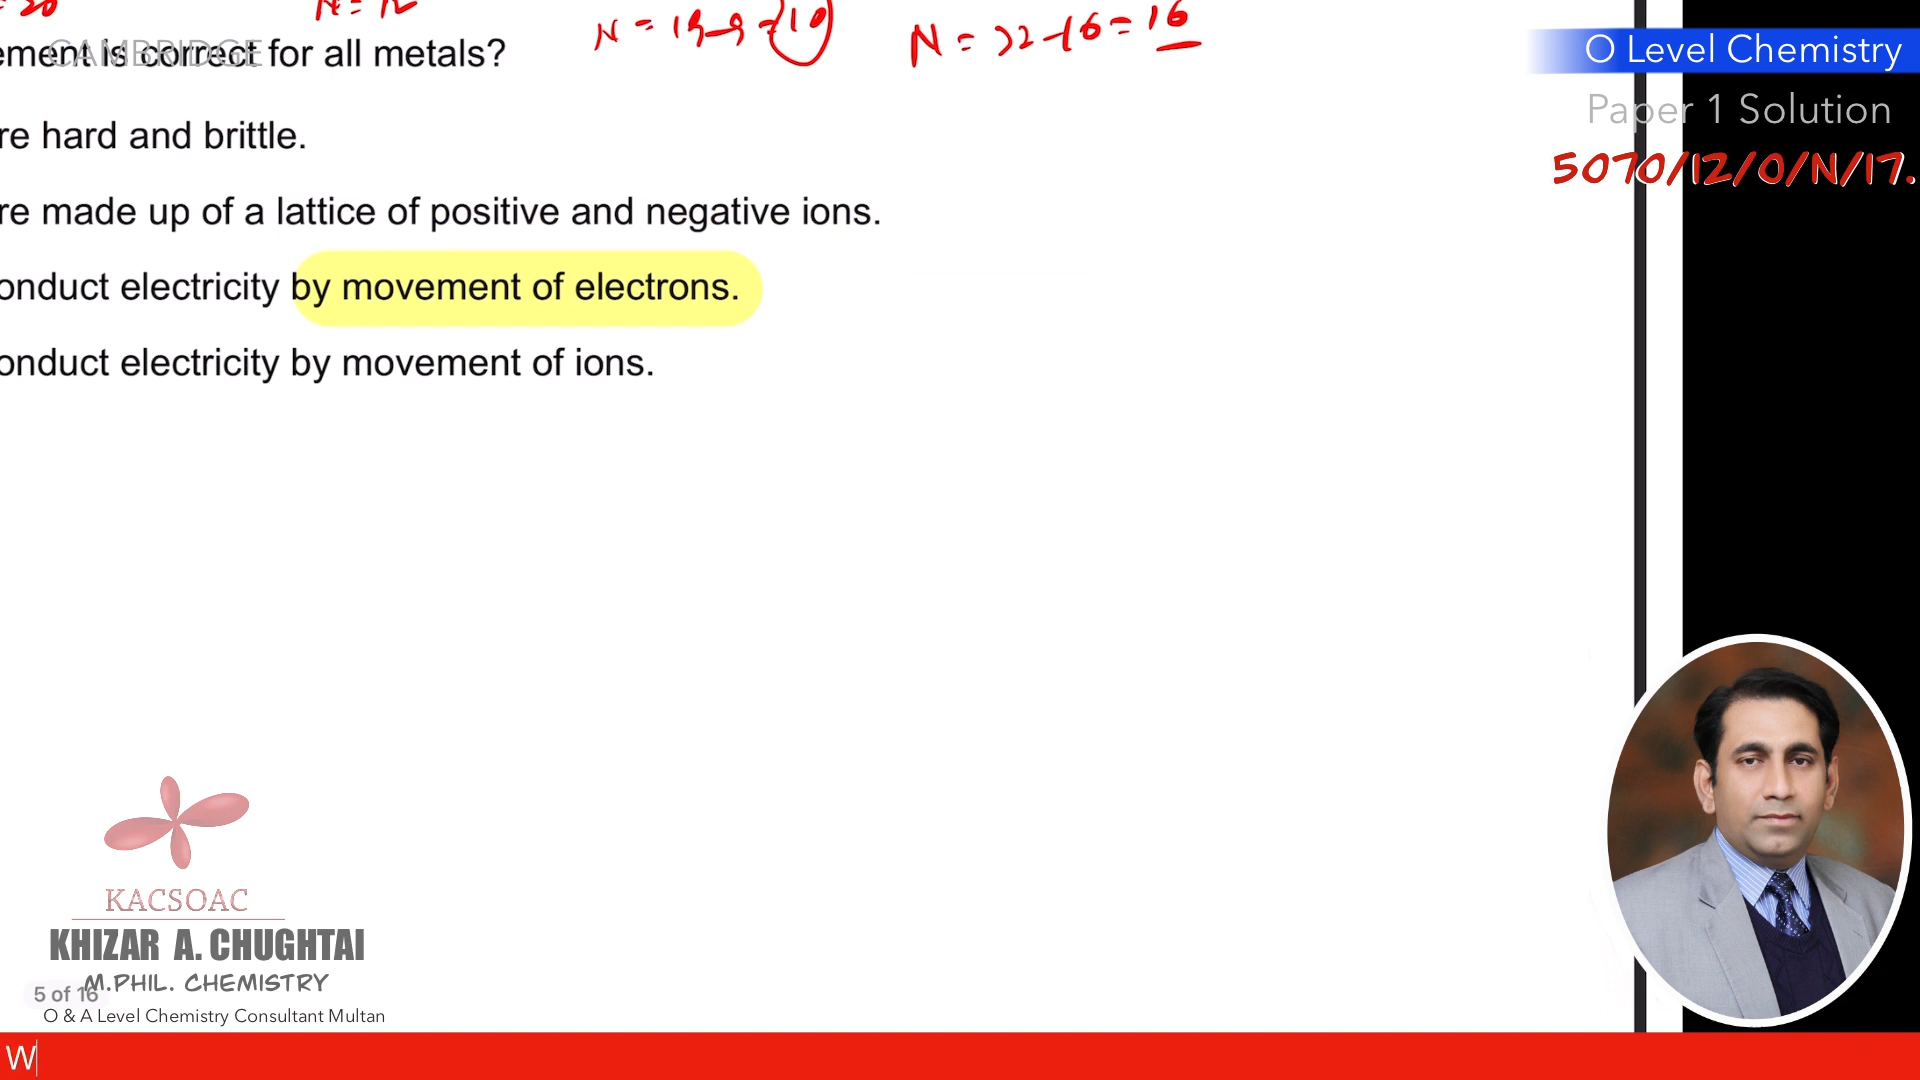 = 20
N = 12
N = 19-9 = 10
N = 32-16 = 16
ement is correct for all metals?
CAMBRIDGE
re hard and brittle.
re made up of a lattice of positive and negative ions.
onduct electricity by movement of electrons.
onduct electricity by movement of ions.
O Level Chemistry
Paper 1 Solution
5070/12/O/N/17.
KACSOAC
KHIZAR A. CHUGHTAI
M.PHIL. CHEMISTRY
5 of 16
O & A Level Chemistry Consultant Multan
W